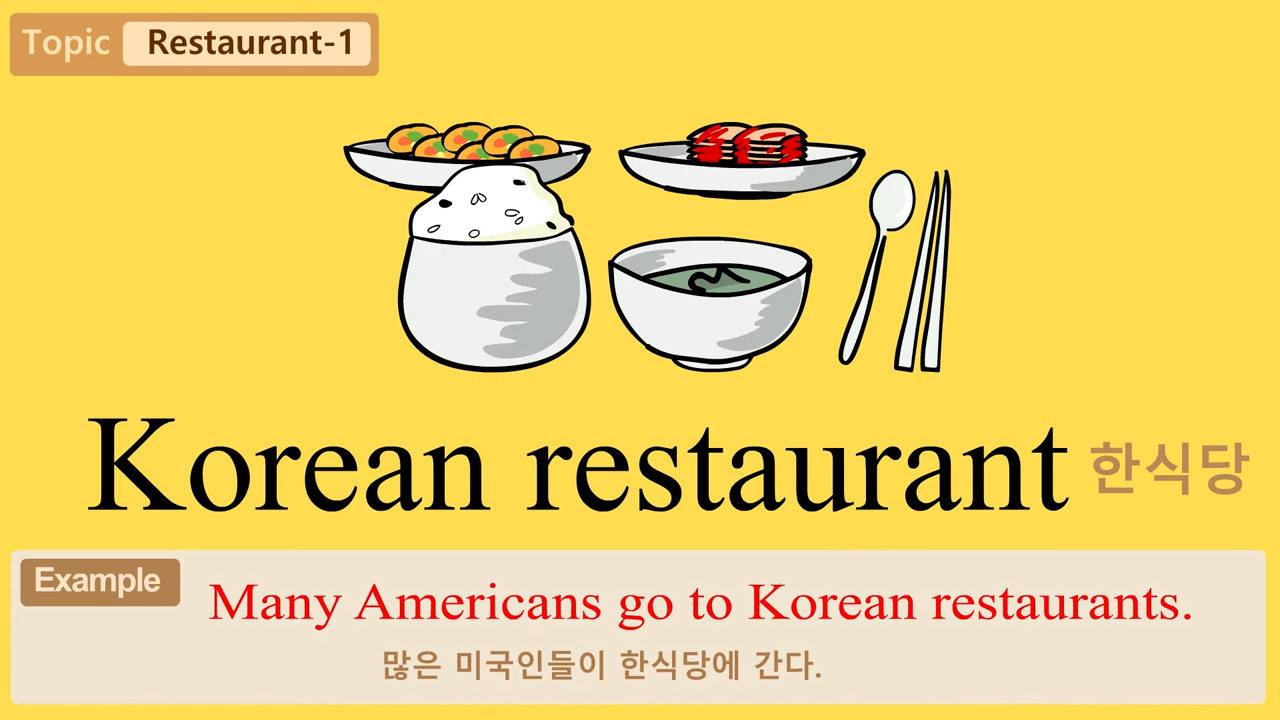 Topic Restaurant-1
Korean restaurant 한식당
Example
Many Americans go to Korean restaurants.
많은 미국인들이 한식당에 간다.